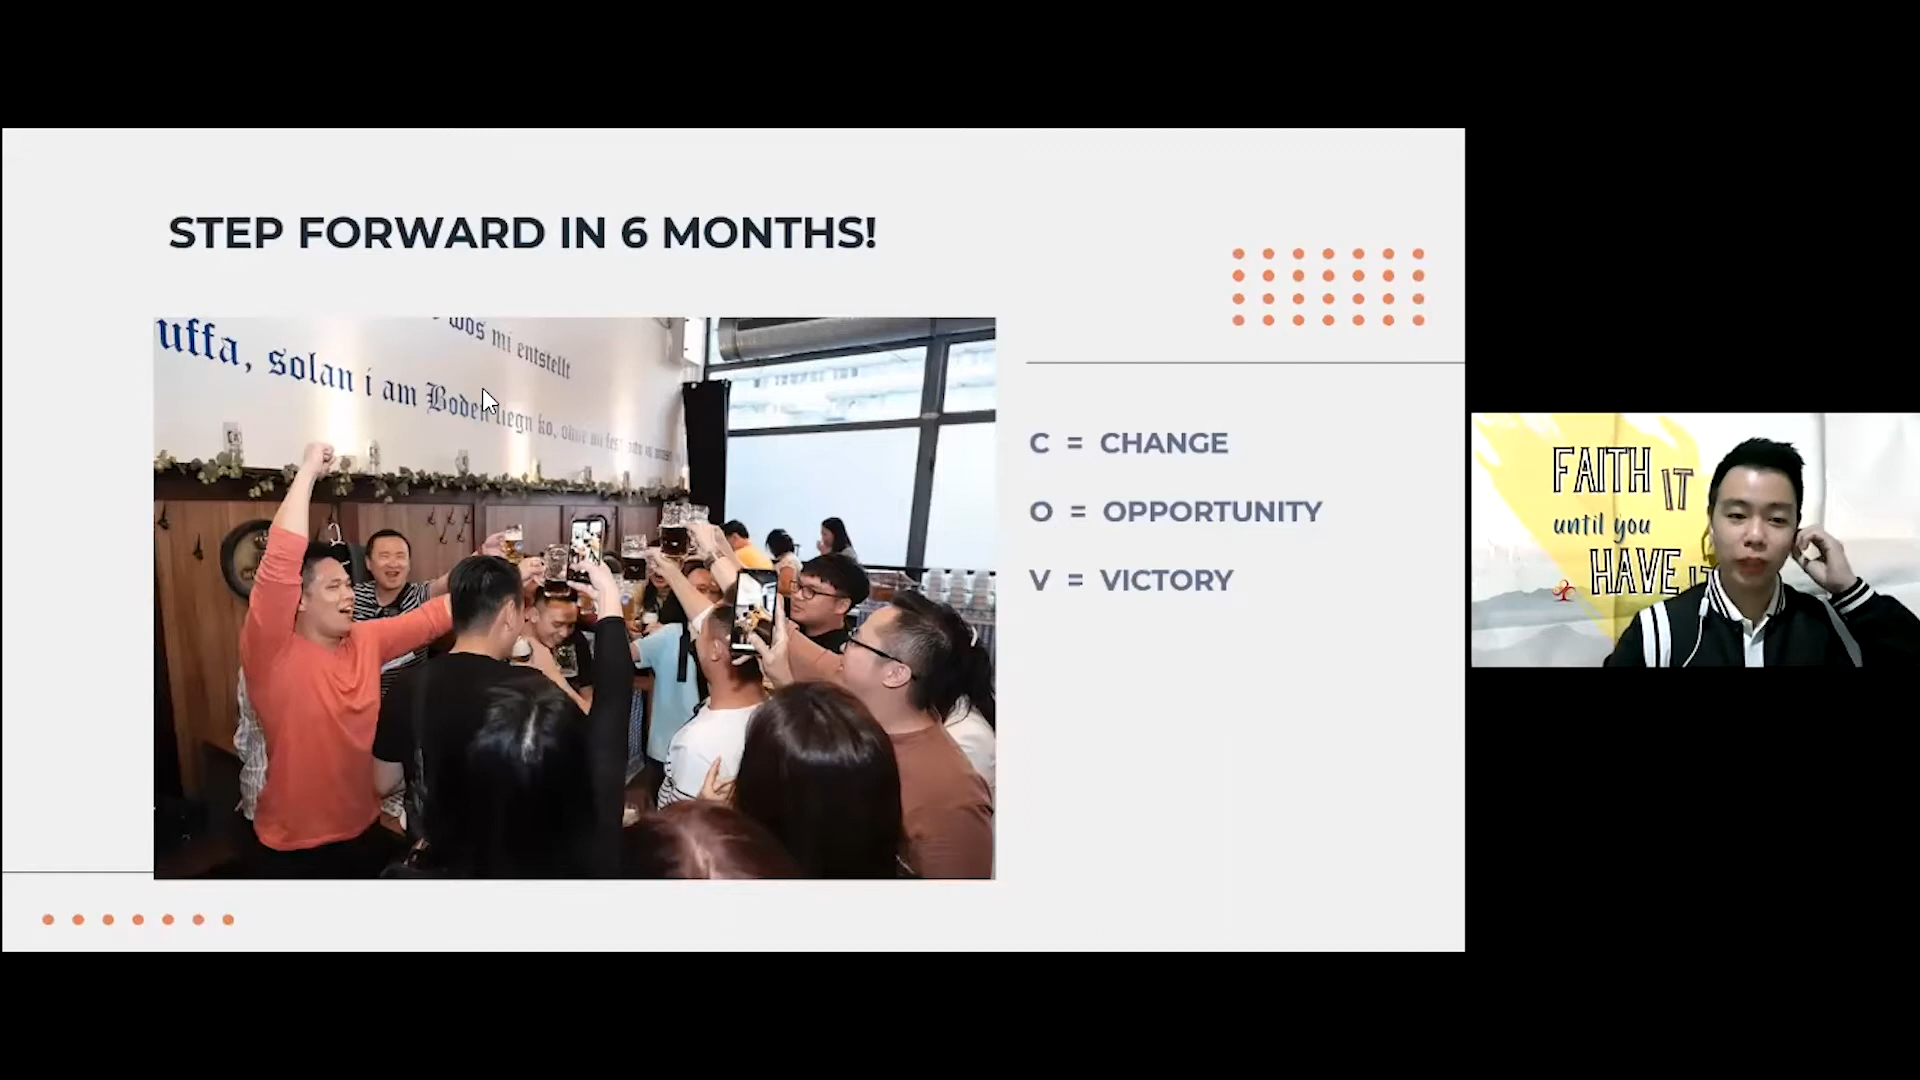 STEP FORWARD IN 6 MONTHS!
wos mi entstellt
uffa, solan i am Boden liegn ko,
C = CHANGE
O = OPPORTUNITY
V = VICTORY
FAITH IT
until you
HAVE IT